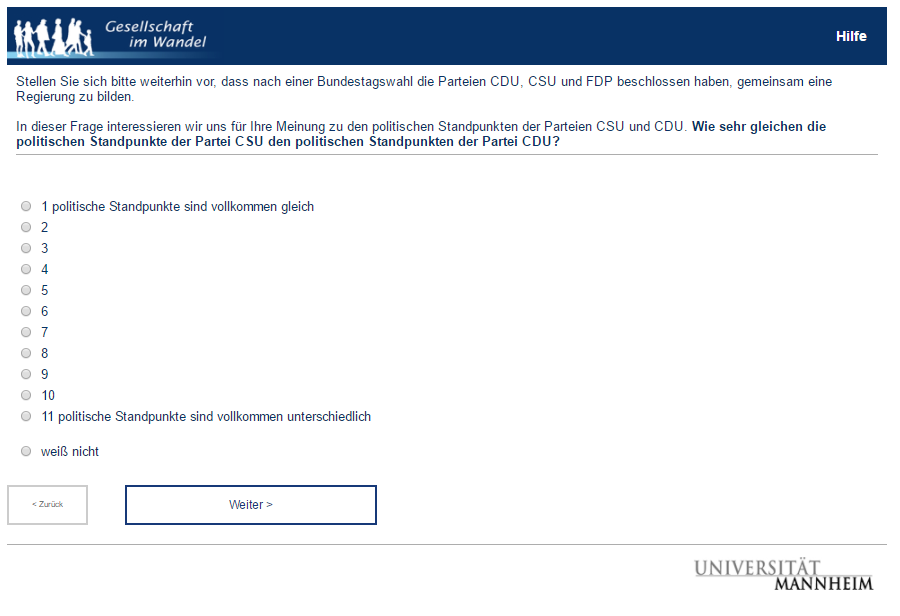 Gesellschaft
im Wandel
Hilfe
Stellen Sie sich bitte weiterhin vor, dass nach einer Bundestagswahl die Parteien CDU, CSU und FDP beschlossen haben, gemeinsam eine
Regierung zu bilden.
In dieser Frage interessieren wir uns für Ihre Meinung zu den politischen Standpunkten der Parteien CSU und CDU. Wie sehr gleichen die
politischen Standpunkte der Partei CSU den politischen Standpunkten der Partei CDU?
1 politische Standpunkte sind vollkommen gleich
2
3
4
5
6
7
8
9
10
11 politische Standpunkte sind vollkommen unterschiedlich
weiß nicht
< Zurück
Weiter >
UNIVERSITÄT
MANNHEIM